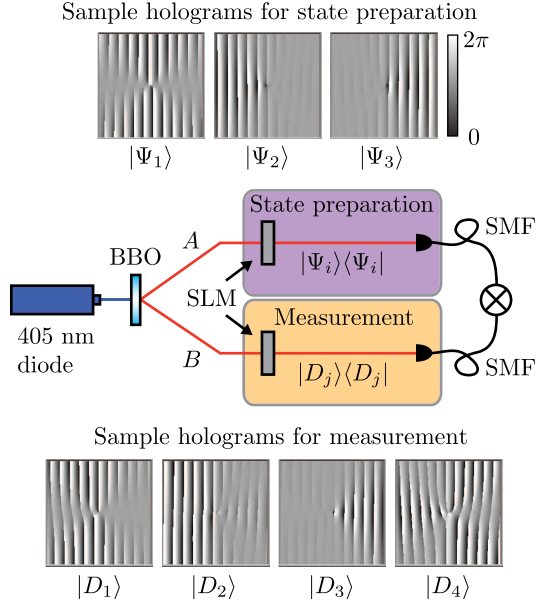 Sample holograms for state preparation
2π
0
|Ψ₁⟩
|Ψ₂⟩
|Ψ₃⟩
State preparation
A
|Ψᵢ⟩⟨Ψᵢ|
SMF
BBO
SLM
405 nm
diode
Measurement
B
|Dⱼ⟩⟨Dⱼ|
SMF
Sample holograms for measurement
|D₁⟩
|D₂⟩
|D₃⟩
|D₄⟩